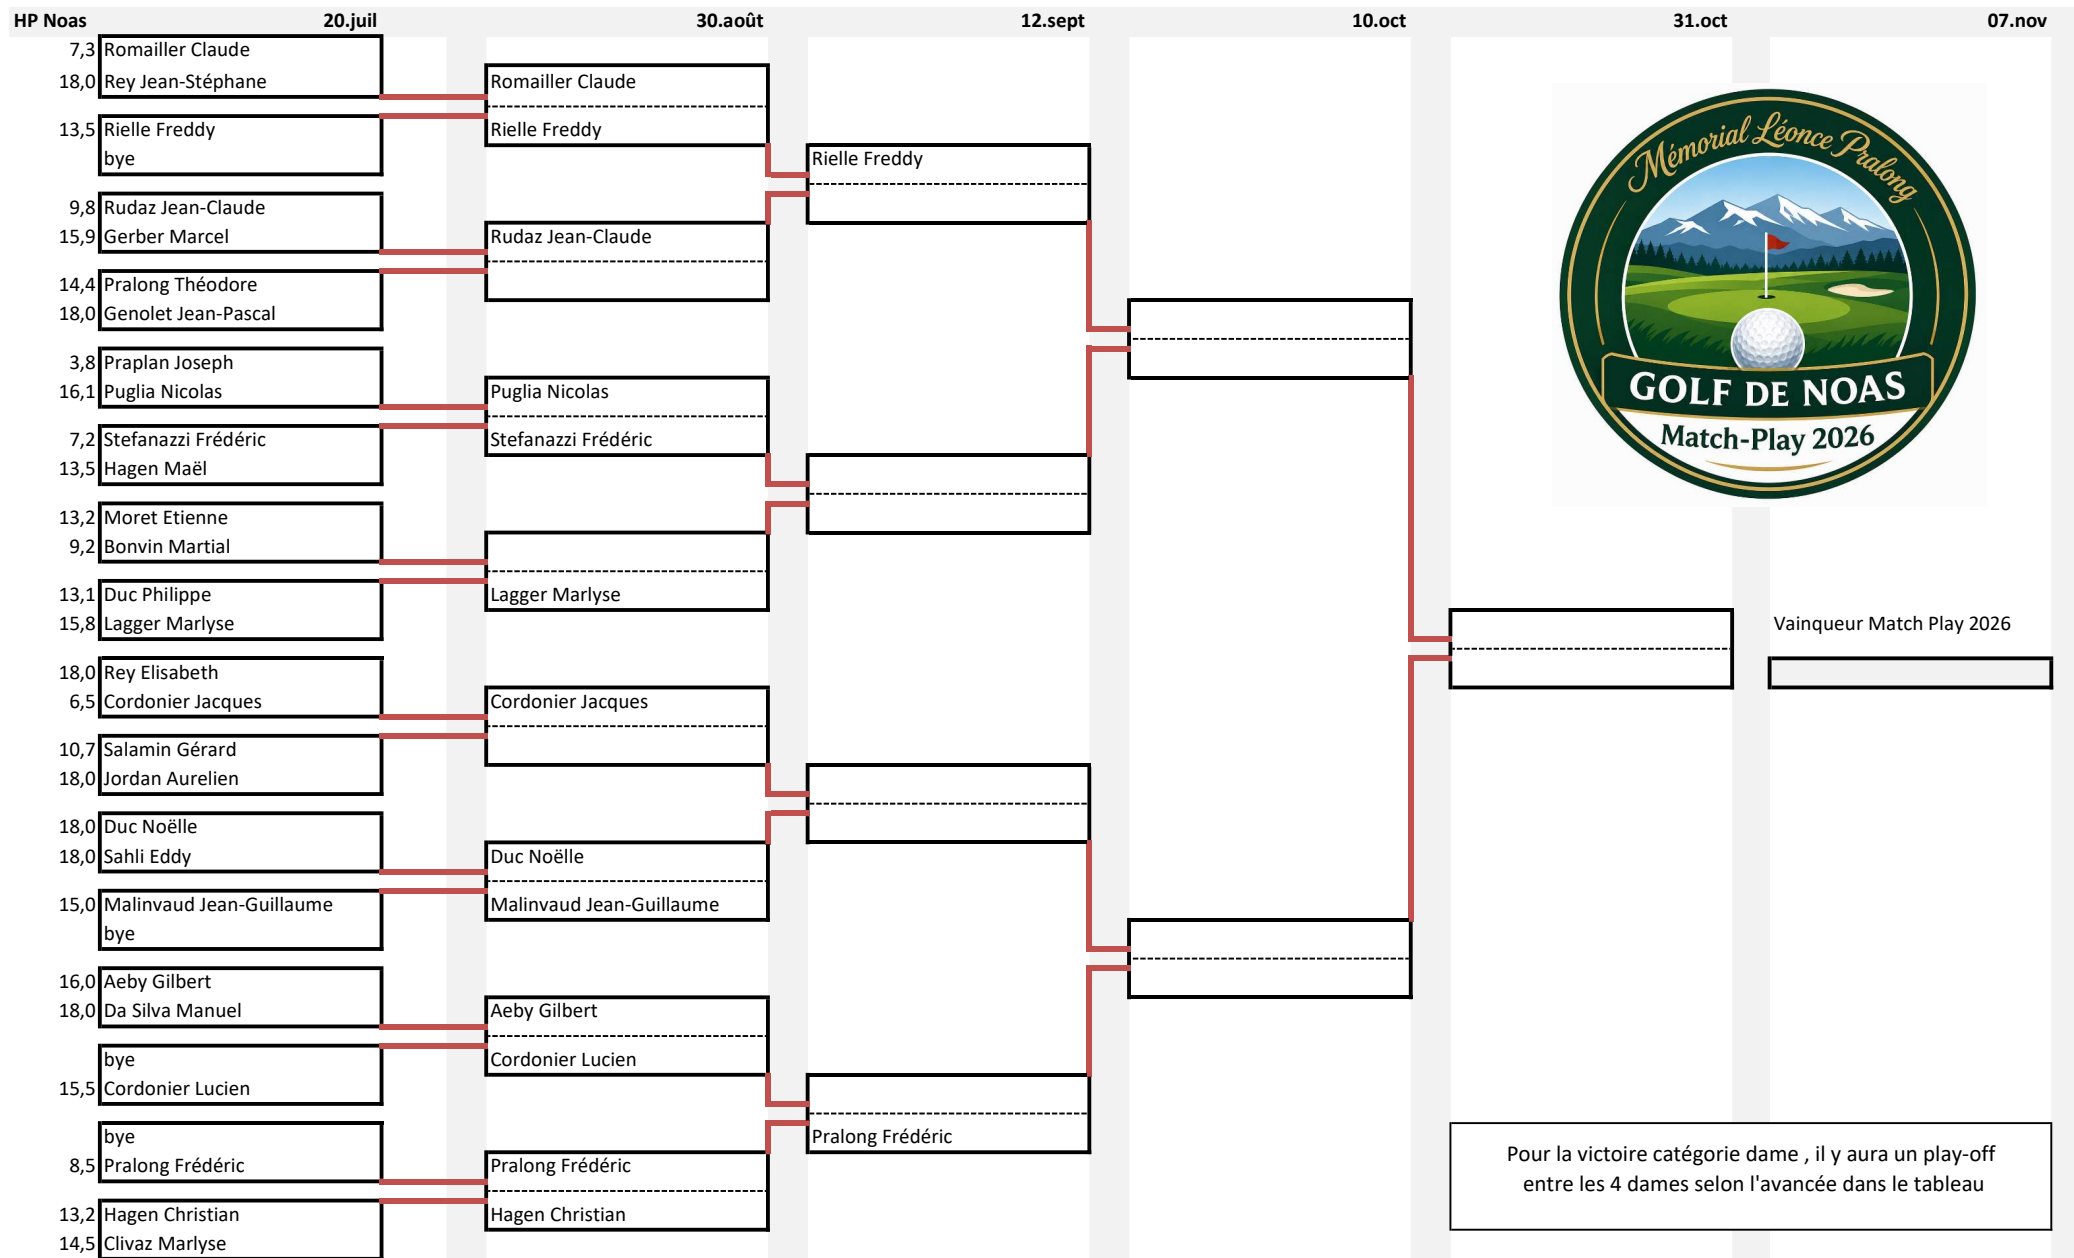 HP Noas 20.juil 30.août 12.sept 10.oct 31.oct 07.nov
7,3 Romailler Claude
18,0 Rey Jean-Stéphane
13,5 Rielle Freddy
bye
9,8 Rudaz Jean-Claude
15,9 Gerber Marcel
14,4 Pralong Théodore
18,0 Genolet Jean-Pascal
3,8 Praplan Joseph
16,1 Puglia Nicolas
7,2 Stefanazzi Frédéric
13,5 Hagen Maël
13,2 Moret Etienne
9,2 Bonvin Martial
13,1 Duc Philippe
15,8 Lagger Marlyse
18,0 Rey Elisabeth
6,5 Cordonier Jacques
10,7 Salamin Gérard
18,0 Jordan Aurelien
18,0 Duc Noëlle
18,0 Sahli Eddy
15,0 Malinvaud Jean-Guillaume
bye
16,0 Aeby Gilbert
18,0 Da Silva Manuel
bye
15,5 Cordonier Lucien
bye
8,5 Pralong Frédéric
13,2 Hagen Christian
14,5 Clivaz Marlyse
Romailler Claude
Rielle Freddy
Rudaz Jean-Claude
Puglia Nicolas
Stefanazzi Frédéric
Lagger Marlyse
Cordonier Jacques
Duc Noëlle
Malinvaud Jean-Guillaume
Aeby Gilbert
Cordonier Lucien
Pralong Frédéric
Hagen Christian
Rielle Freddy
Pralong Frédéric
Mémorial Léonce Pralong
GOLF DE NOAS
Match-Play 2026
Vainqueur Match Play 2026
Pour la victoire catégorie dame , il y aura un play-off
entre les 4 dames selon l'avancée dans le tableau